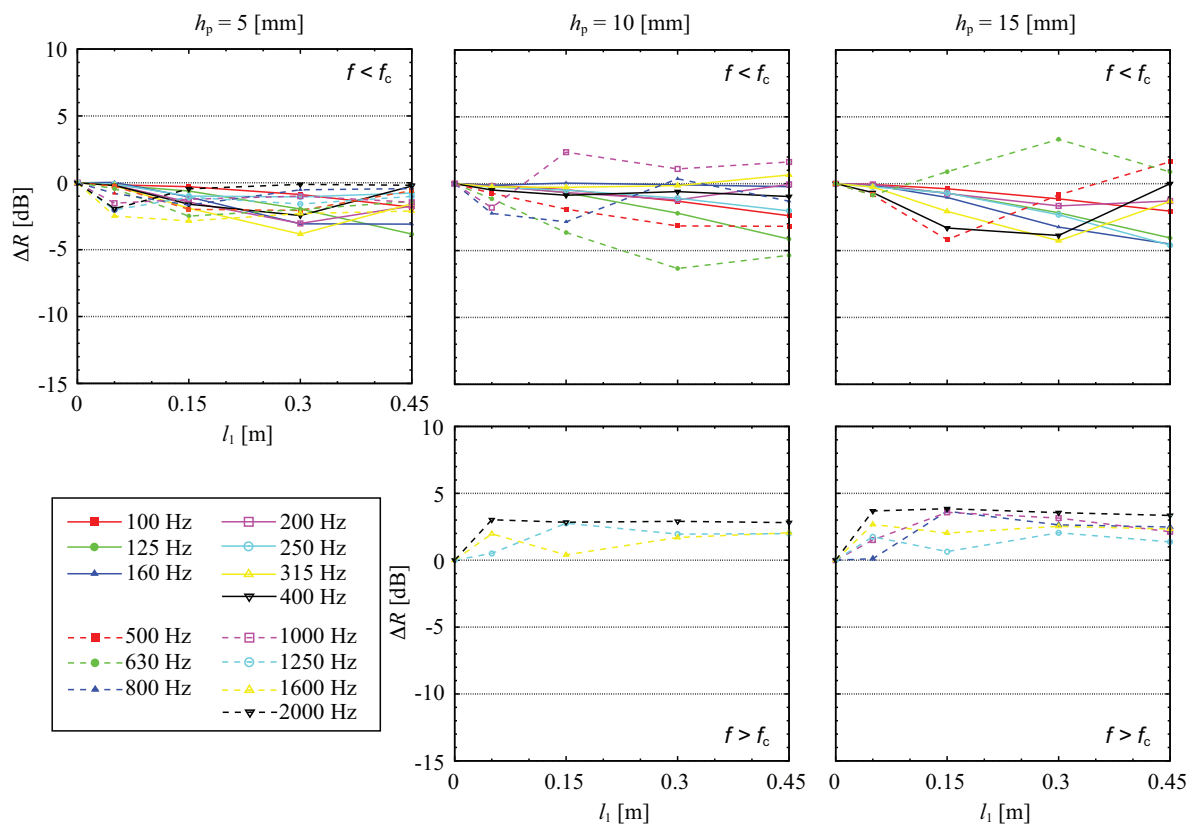 hp = 5 [mm]
hp = 10 [mm]
hp = 15 [mm]
10
5
0
-5
-10
-15
ΔR [dB]
f < fc
f < fc
f < fc
0
0.15
0.3
0.45
l1 [m]
10
5
0
-5
-10
-15
ΔR [dB]
f > fc
f > fc
0
0.15
0.3
0.45
l1 [m]
0
0.15
0.3
0.45
l1 [m]
100 Hz
125 Hz
160 Hz
200 Hz
250 Hz
315 Hz
400 Hz
500 Hz
630 Hz
800 Hz
1000 Hz
1250 Hz
1600 Hz
2000 Hz